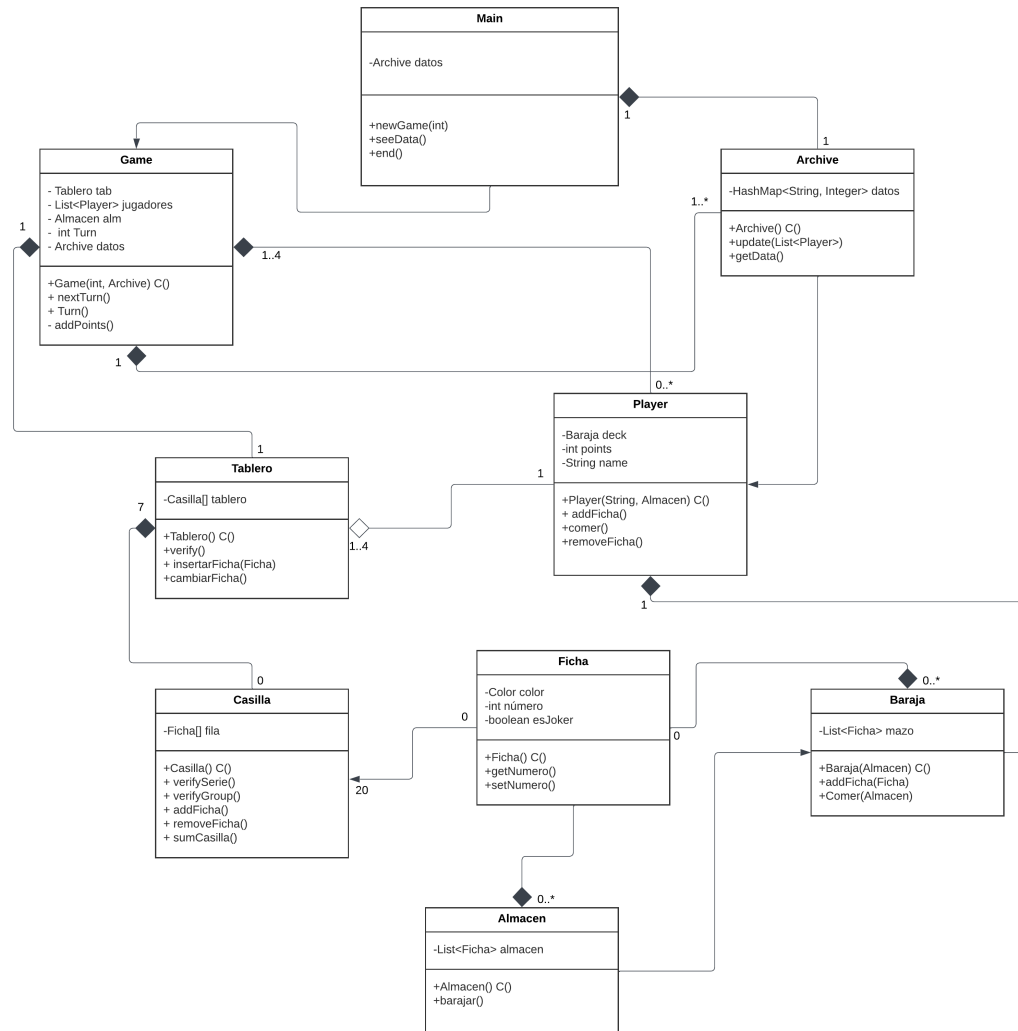 Main
-Archive datos
+newGame(int)
+seeData()
+end()
1
1
Game
- Tablero tab
- List<Player> jugadores
- Almacen alm
-  int Turn
- Archive datos
+Game(int, Archive) C()
+ nextTurn()
+ Turn()
- addPoints()
1
1..4
1
Archive
-HashMap<String, Integer> datos
+Archive() C()
+update(List<Player>)
+getData()
1..*
0..*
Player
-Baraja deck
-int points
-String name
+Player(String, Almacen) C()
+ addFicha()
+comer()
+removeFicha()
1
1
1
Tablero
-Casilla[] tablero
+Tablero() C()
+verify()
+ insertarFicha(Ficha)
+cambiarFicha()
7
1..4
0
Casilla
-Ficha[] fila
+Casilla() C()
+ verifySerie()
+ verifyGroup()
+ addFicha()
+ removeFicha()
+ sumCasilla()
20
0
Ficha
-Color color
-int número
-boolean esJoker
+Ficha() C()
+getNumero()
+setNumero()
0
0..*
Baraja
-List<Ficha> mazo
+Baraja(Almacen) C()
+addFicha(Ficha)
+Comer(Almacen)
0..*
Almacen
-List<Ficha> almacen
+Almacen() C()
+barajar()